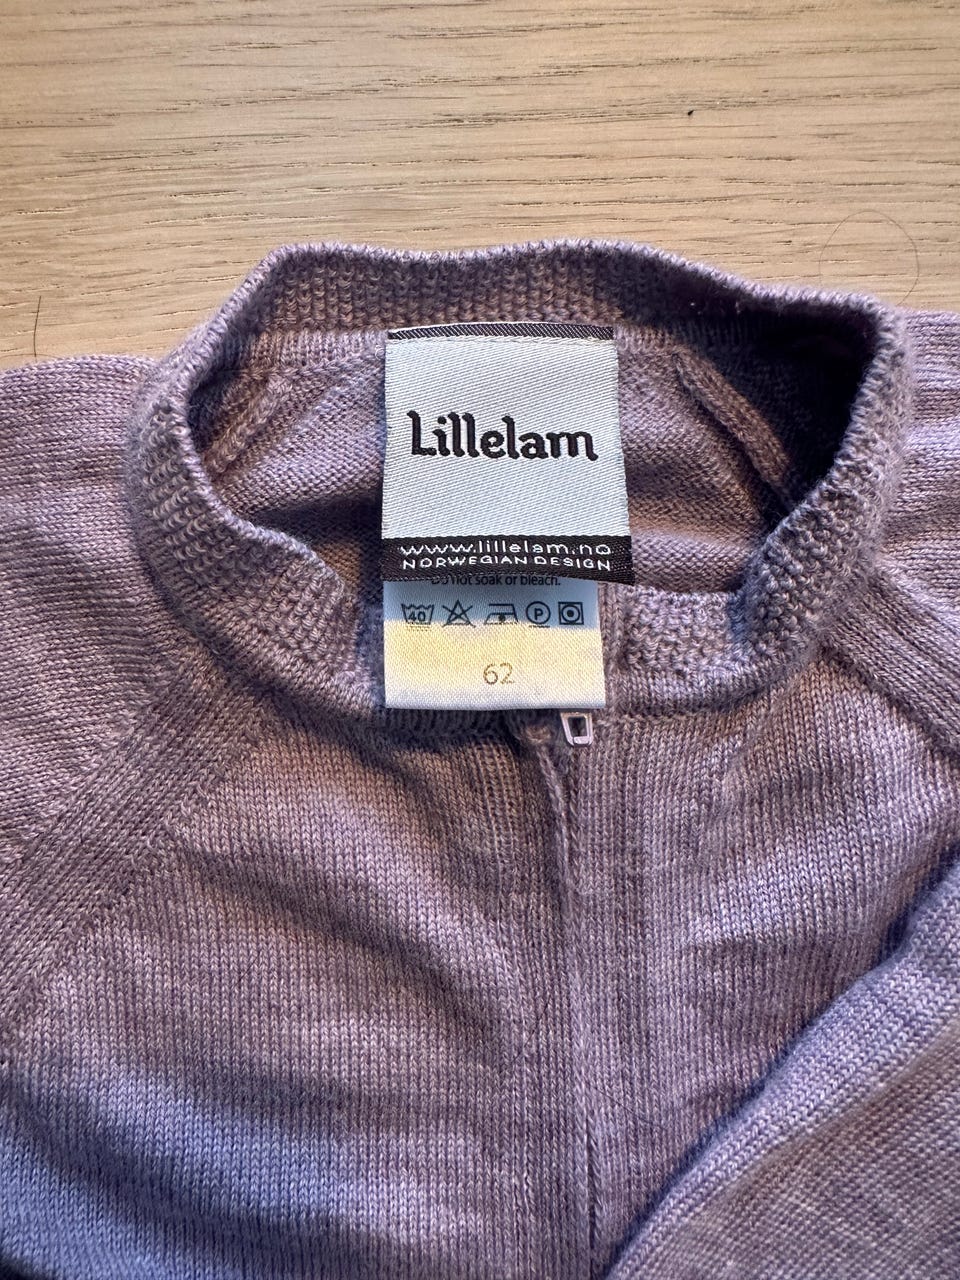 Lillelam
www.lillelam.no
NORWEGIAN DESIGN
Do not soak or bleach.
40 P
62